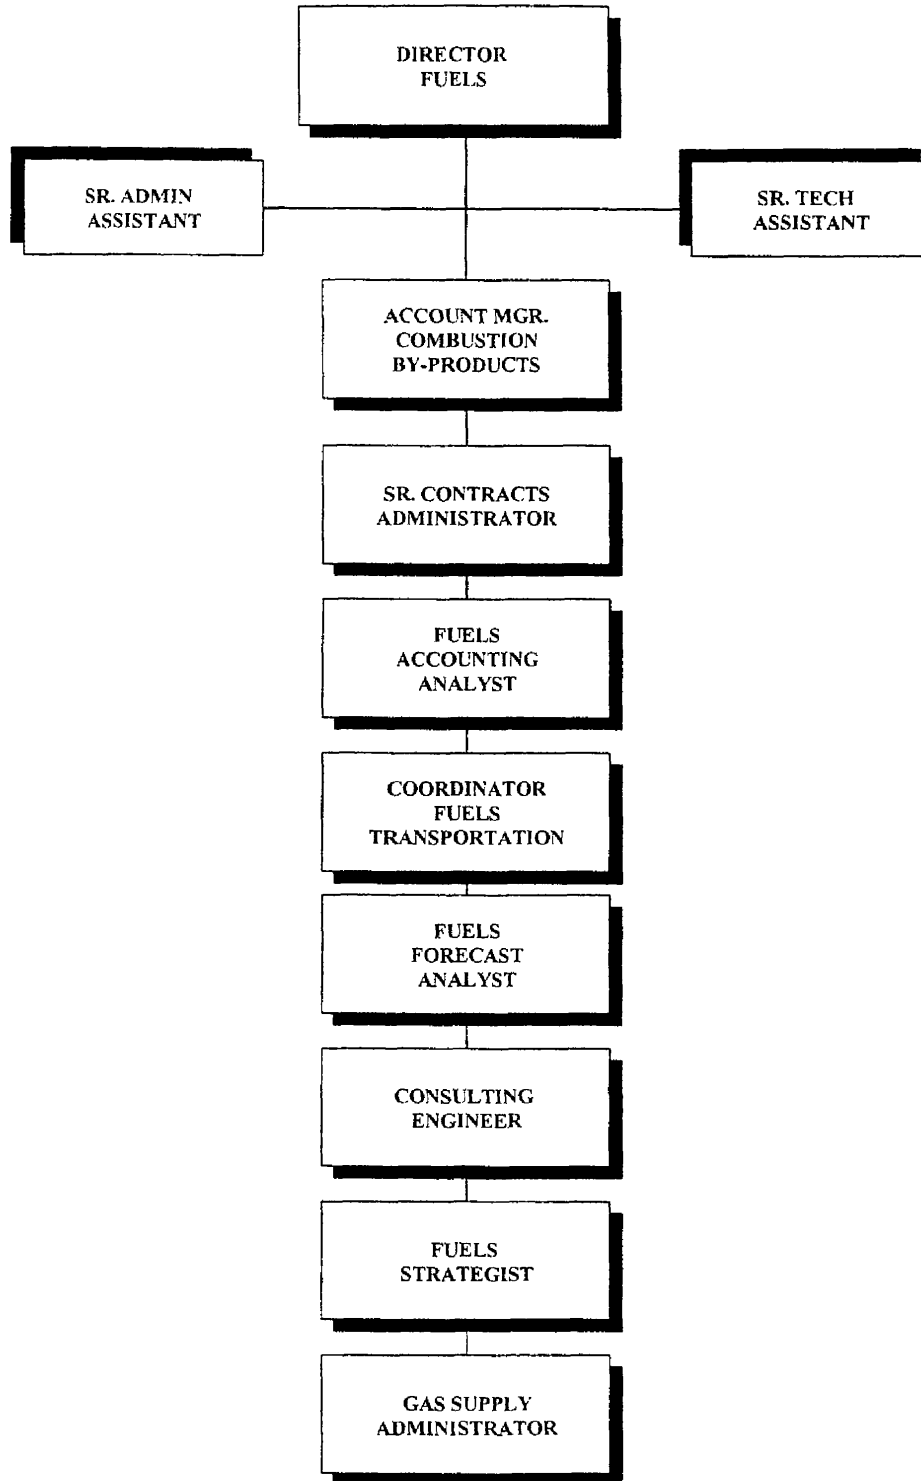 DIRECTOR
FUELS
SR. ADMIN
ASSISTANT
SR. TECH
ASSISTANT
ACCOUNT MGR.
COMBUSTION
BY-PRODUCTS
SR. CONTRACTS
ADMINISTRATOR
FUELS
ACCOUNTING
ANALYST
COORDINATOR
FUELS
TRANSPORTATION
FUELS
FORECAST
ANALYST
CONSULTING
ENGINEER
FUELS
STRATEGIST
GAS SUPPLY
ADMINISTRATOR